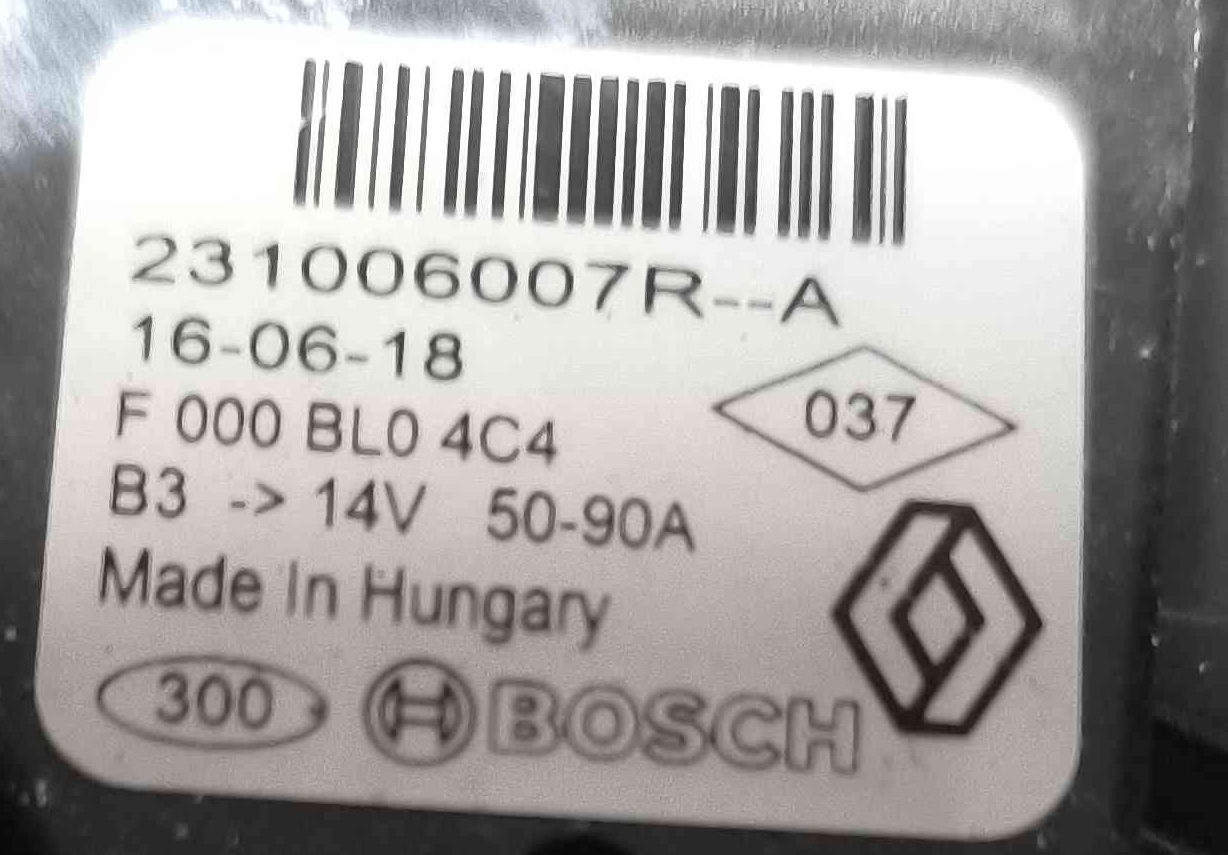 231006007R--A
16-06-18
037
F 000 BL0 4C4
B3 -> 14V 50-90A
Made In Hungary
300
BOSCH